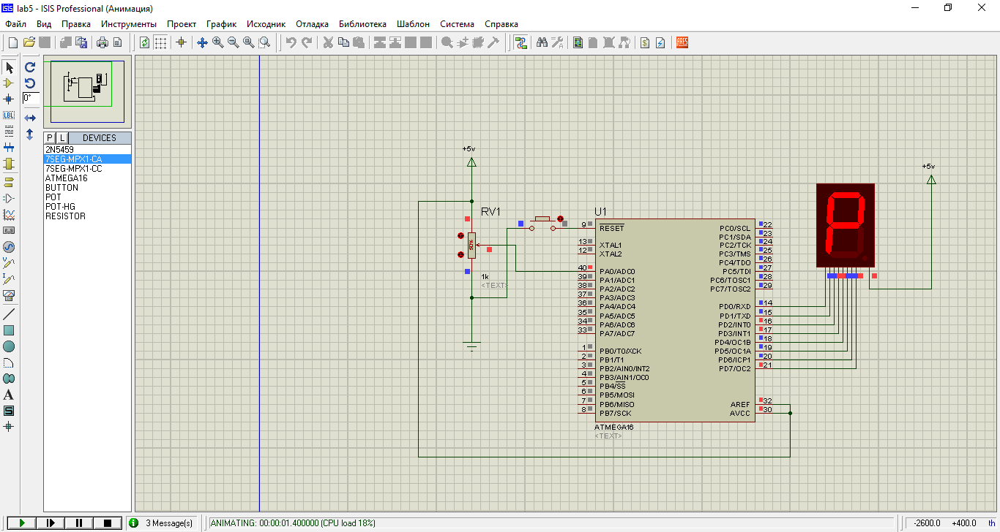 lab5 - ISIS Professional (Анимация)
Файл Вид Правка Инструменты Проект График Исходник Отладка Библиотека Шаблон Система Справка
ARES
0°
LBL
P L DEVICES
2N5459
7SEG-MPX1-CA
7SEG-MPX1-CC
ATMEGA16
BUTTON
POT
POT-HG
RESISTOR
A
S
+5v
RV1
1k
<TEXT>
U1
9 RESET
13 XTAL1
12 XTAL2
40 PA0/ADC0
39 PA1/ADC1
38 PA2/ADC2
37 PA3/ADC3
36 PA4/ADC4
35 PA5/ADC5
34 PA6/ADC6
33 PA7/ADC7
1 PB0/T0/XCK
2 PB1/T1
3 PB2/AIN0/INT2
4 PB3/AIN1/OC0
5 PB4/SS
6 PB5/MOSI
7 PB6/MISO
8 PB7/SCK
PC0/SCL 22
PC1/SDA 23
PC2/TCK 24
PC3/TMS 25
PC4/TDO 26
PC5/TDI 27
PC6/TOSC1 28
PC7/TOSC2 29
PD0/RXD 14
PD1/TXD 15
PD2/INT0 16
PD3/INT1 17
PD4/OC1B 18
PD5/OC1A 19
PD6/ICP1 20
PD7/OC2 21
AREF 32
AVCC 30
ATMEGA16
<TEXT>
P
+5v
3 Message(s)
ANIMATING: 00:00:01.400000 (CPU load 18%)
-2600.0 +400.0 th